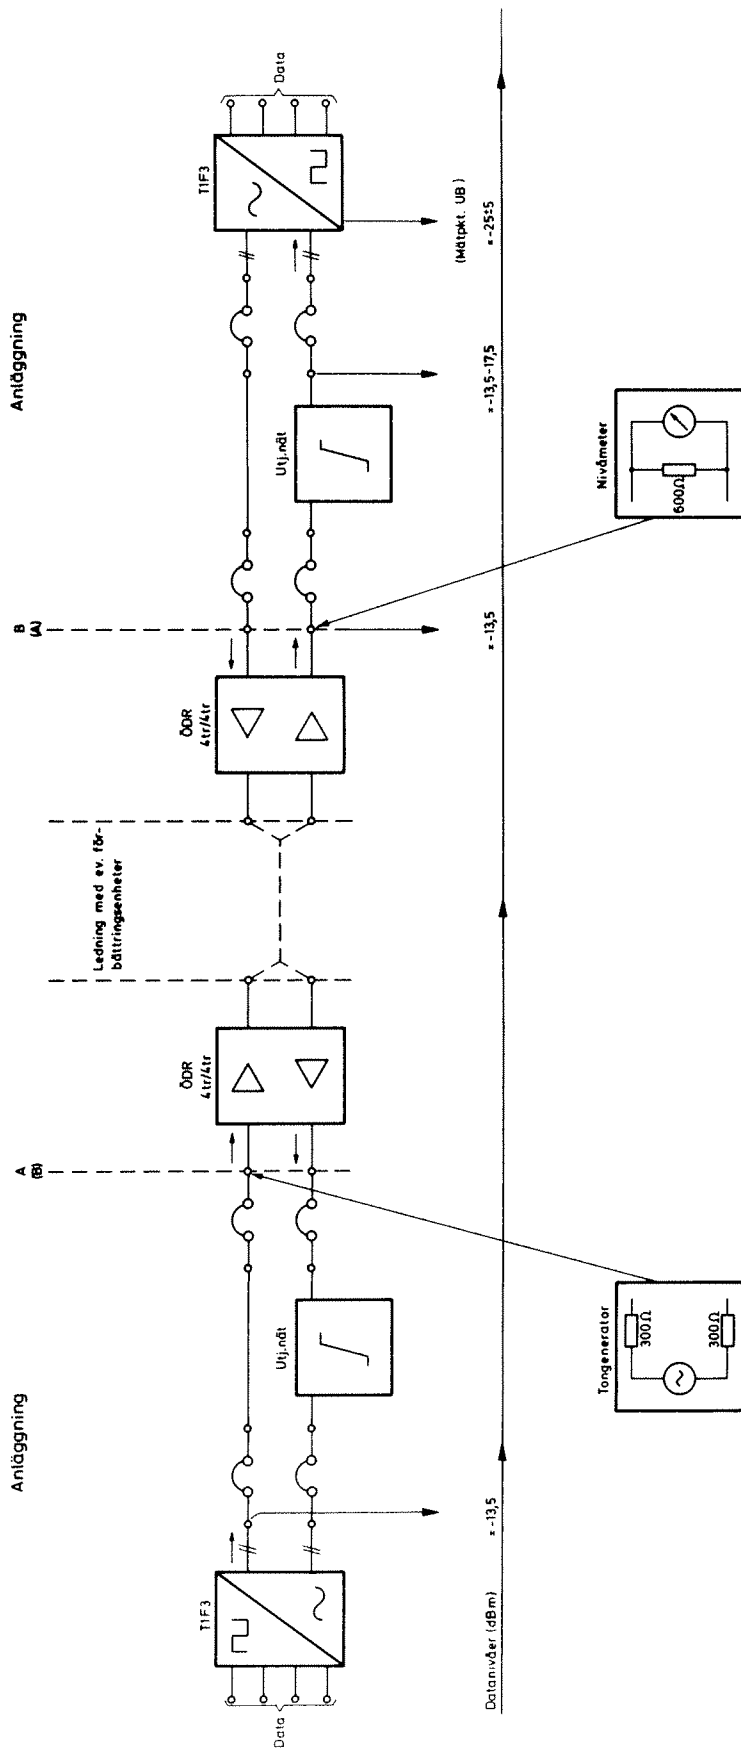 Anläggning
Anläggning
A
(B)
Ledning med ev. för-
bättringsenheter
B
(A)
Data
T1F3
Utj.nät
ÖDR
4tr/4tr
ÖDR
4tr/4tr
Utj.nät
T1F3
Data
(Mätpkt. UB)
Datanivåer (dBm)
≈ -13,5
≈ -13,5
≈ -13,5-17,5
≈ -25±5
Tongenerator
300Ω
300Ω
Nivåmeter
600Ω